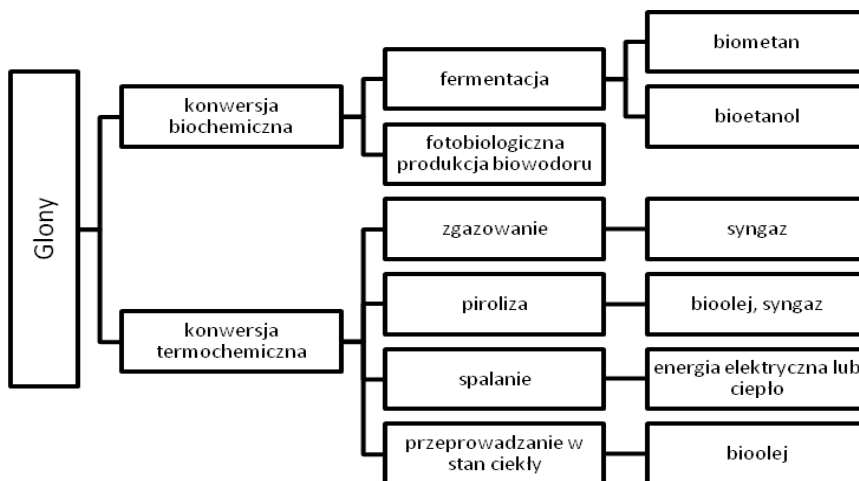 Glony
konwersja
biochemiczna
fermentacja
biometan
bioetanol
fotobiologiczna
produkcja biowodoru
konwersja
termochemiczna
zgazowanie
syngaz
piroliza
bioolej, syngaz
spalanie
energia elektryczna lub
ciepło
przeprowadzanie w
stan ciekły
bioolej